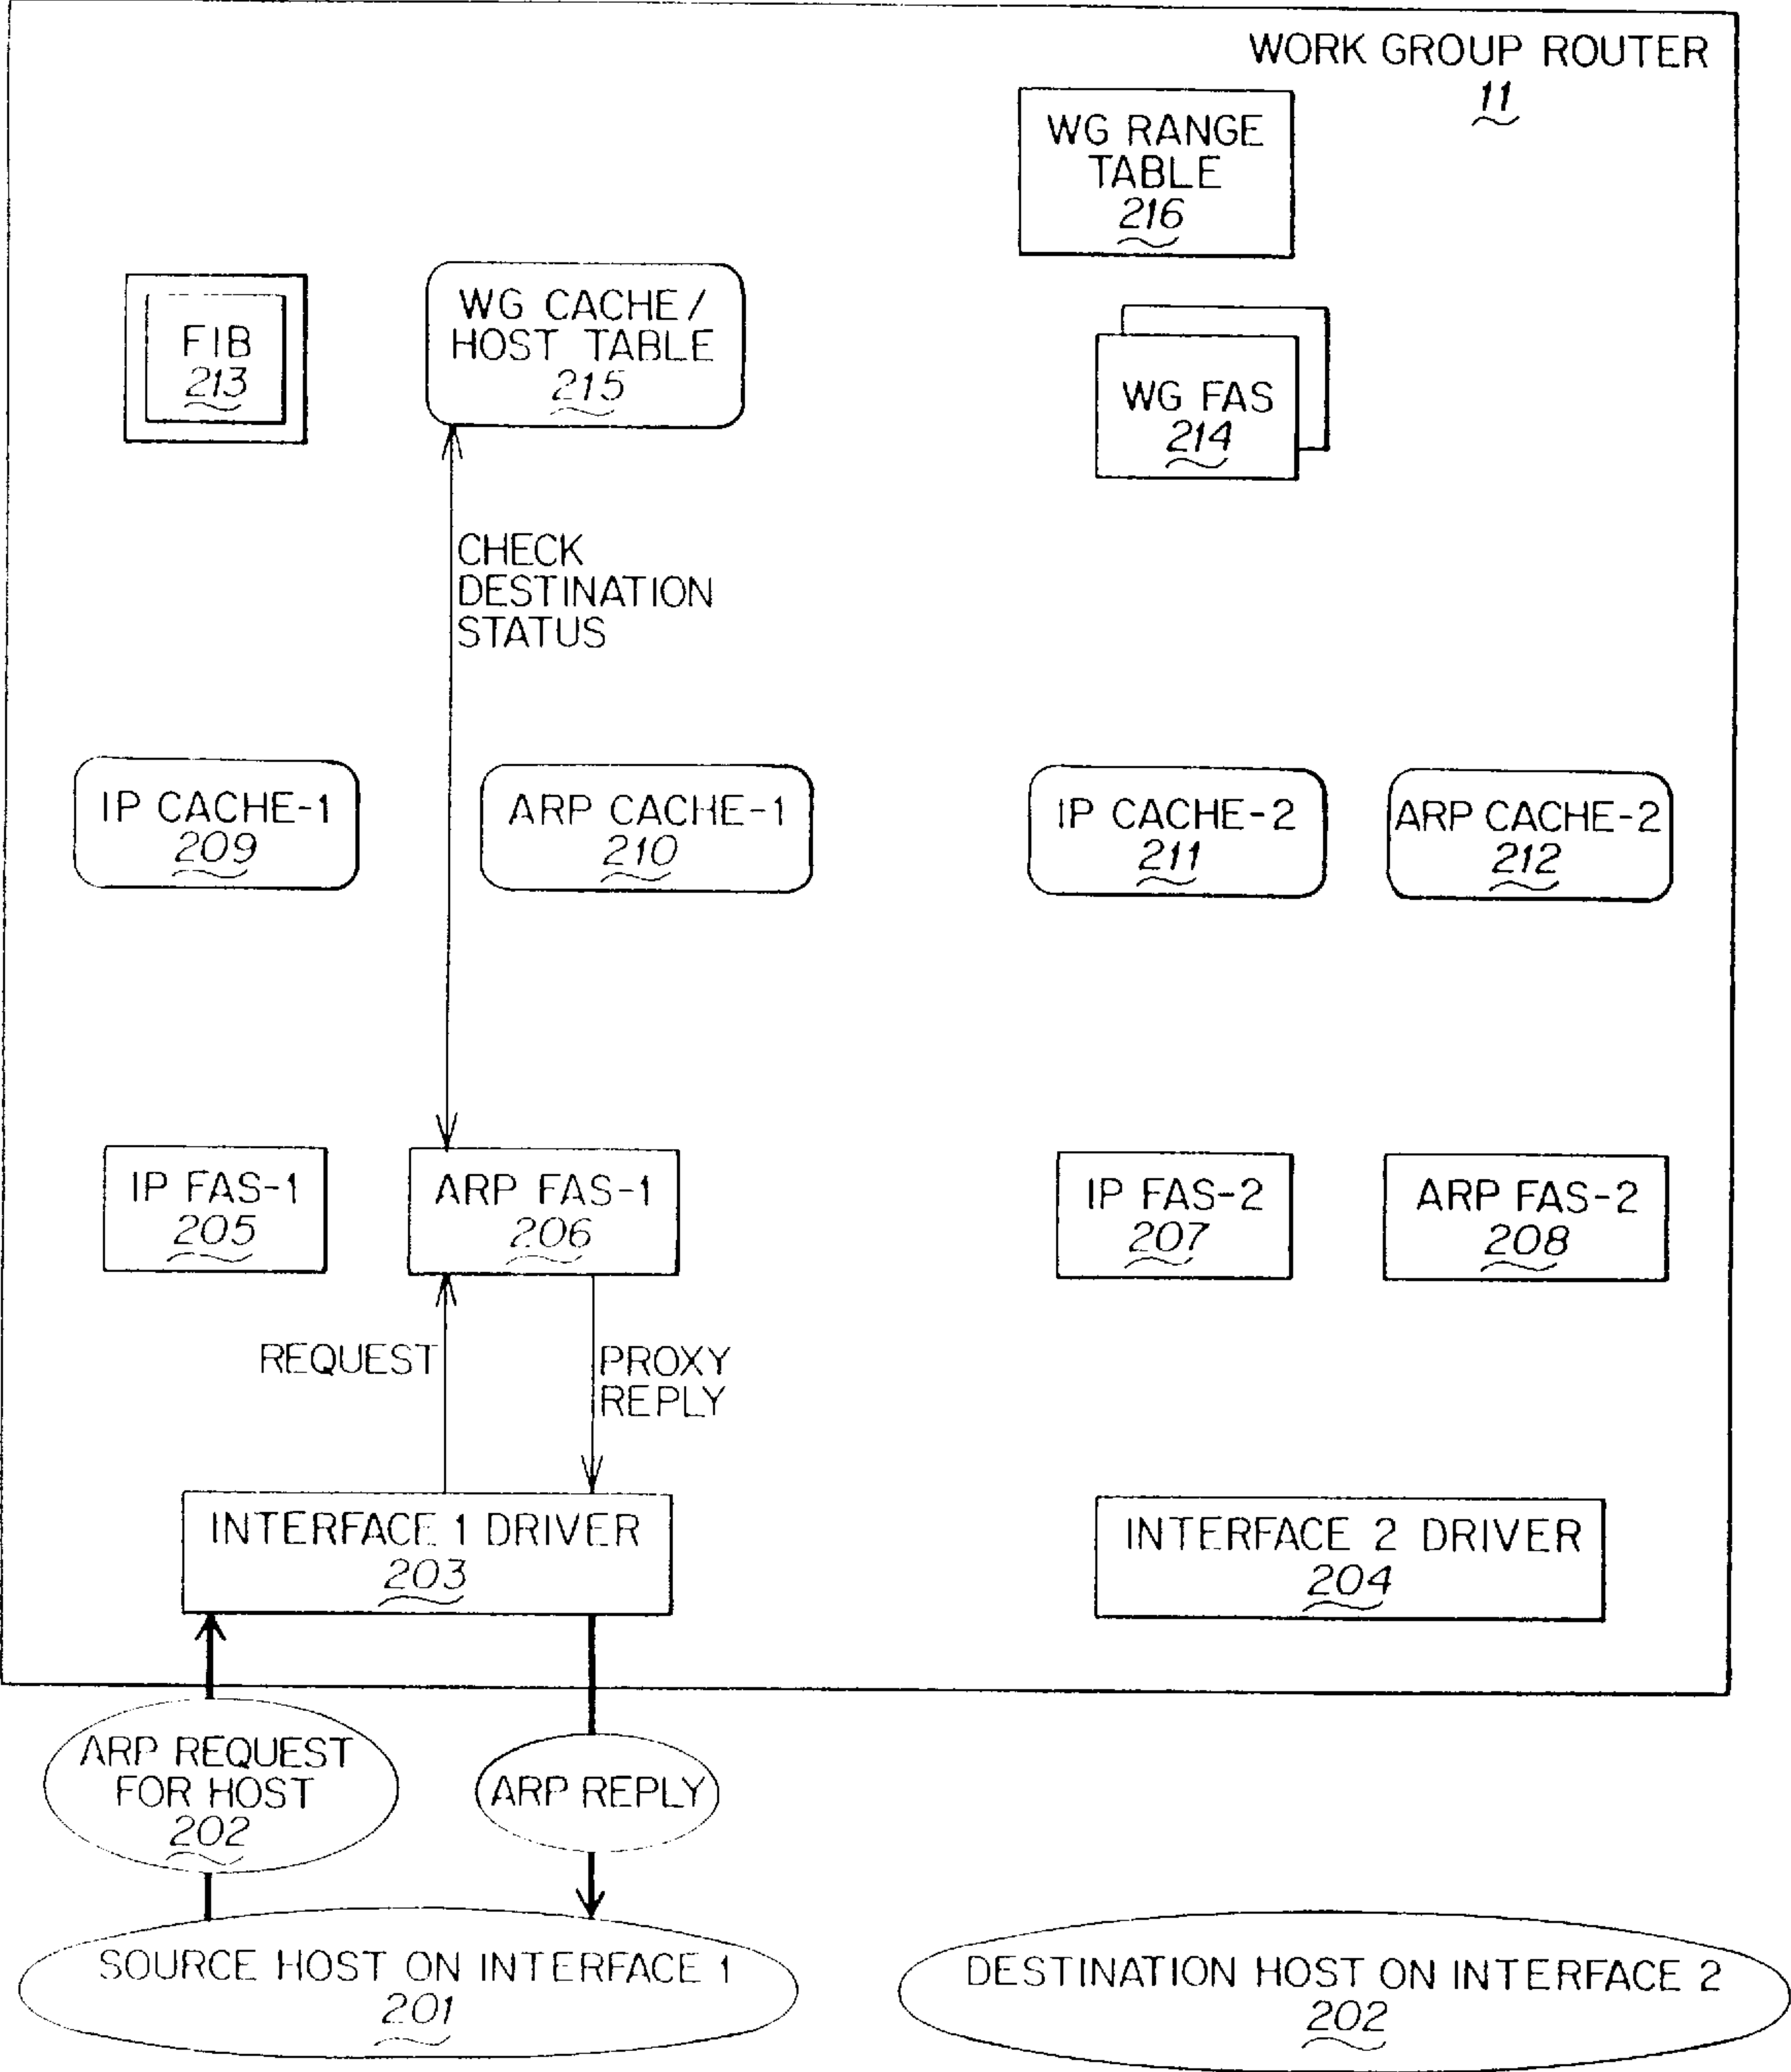 WORK GROUP ROUTER
11
WG RANGE
TABLE
216
FIB
213
WG CACHE/
HOST TABLE
215
WG FAS
214
CHECK
DESTINATION
STATUS
IP CACHE-1
209
ARP CACHE-1
210
IP CACHE-2
211
ARP CACHE-2
212
IP FAS-1
205
ARP FAS-1
206
IP FAS-2
207
ARP FAS-2
208
REQUEST
PROXY
REPLY
INTERFACE 1 DRIVER
203
INTERFACE 2 DRIVER
204
ARP REQUEST
FOR HOST
202
ARP REPLY
SOURCE HOST ON INTERFACE 1
201
DESTINATION HOST ON INTERFACE 2
202